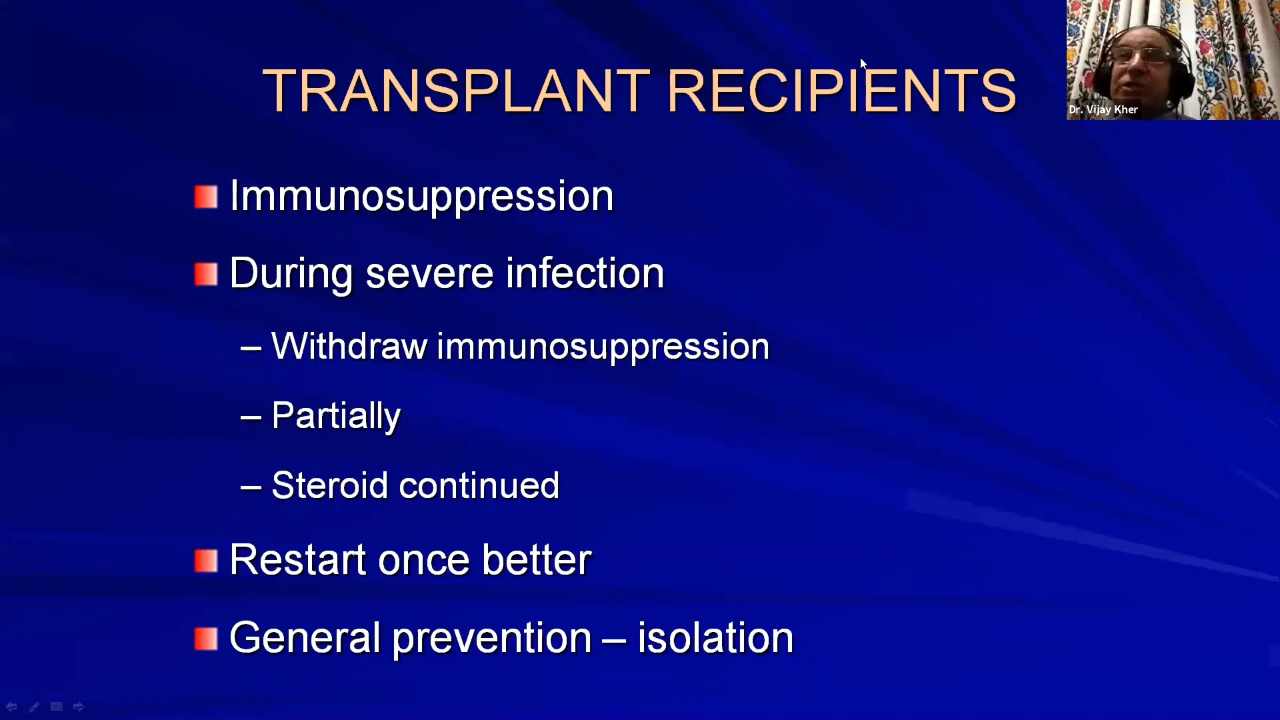 TRANSPLANT RECIPIENTS
Dr. Vijay Kher
Immunosuppression
During severe infection
– Withdraw immunosuppression
– Partially
– Steroid continued
Restart once better
General prevention – isolation